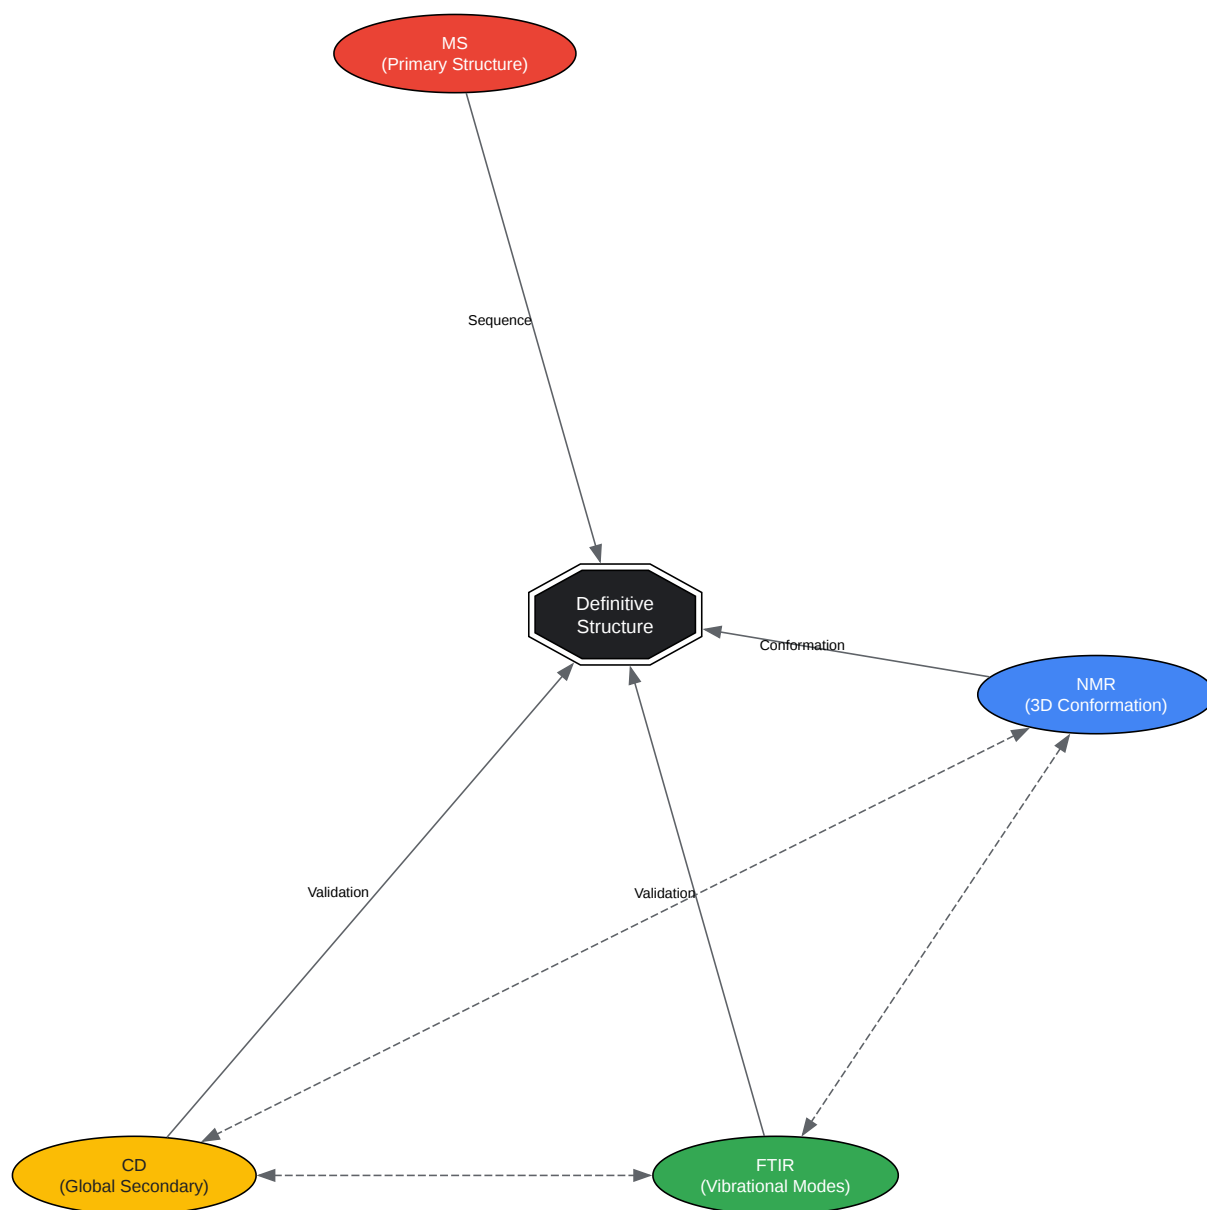 MS
(Primary Structure)
Sequence
Definitive
Structure
Conformation
NMR
(3D Conformation)
Validation
Validation
CD
(Global Secondary)
FTIR
(Vibrational Modes)